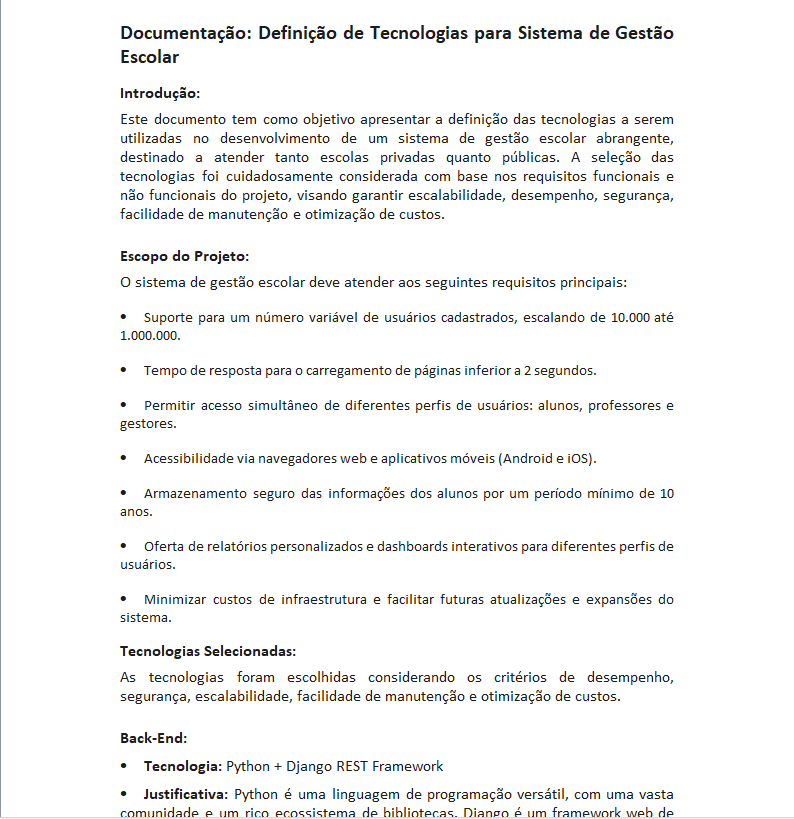 Documentação: Definição de Tecnologias para Sistema de Gestão
Escolar
Introdução:
Este documento tem como objetivo apresentar a definição das tecnologias a serem
utilizadas no desenvolvimento de um sistema de gestão escolar abrangente,
destinado a atender tanto escolas privadas quanto públicas. A seleção das
tecnologias foi cuidadosamente considerada com base nos requisitos funcionais e
não funcionais do projeto, visando garantir escalabilidade, desempenho, segurança,
facilidade de manutenção e otimização de custos.
Escopo do Projeto:
O sistema de gestão escolar deve atender aos seguintes requisitos principais:
• Suporte para um número variável de usuários cadastrados, escalando de 10.000 até
1.000.000.
• Tempo de resposta para o carregamento de páginas inferior a 2 segundos.
• Permitir acesso simultâneo de diferentes perfis de usuários: alunos, professores e
gestores.
• Acessibilidade via navegadores web e aplicativos móveis (Android e iOS).
• Armazenamento seguro das informações dos alunos por um período mínimo de 10
anos.
• Oferta de relatórios personalizados e dashboards interativos para diferentes perfis de
usuários.
• Minimizar custos de infraestrutura e facilitar futuras atualizações e expansões do
sistema.
Tecnologias Selecionadas:
As tecnologias foram escolhidas considerando os critérios de desempenho,
segurança, escalabilidade, facilidade de manutenção e otimização de custos.
Back-End:
• Tecnologia: Python + Django REST Framework
• Justificativa: Python é uma linguagem de programação versátil, com uma vasta
comunidade e um rico ecossistema de bibliotecas. Django é um framework web de